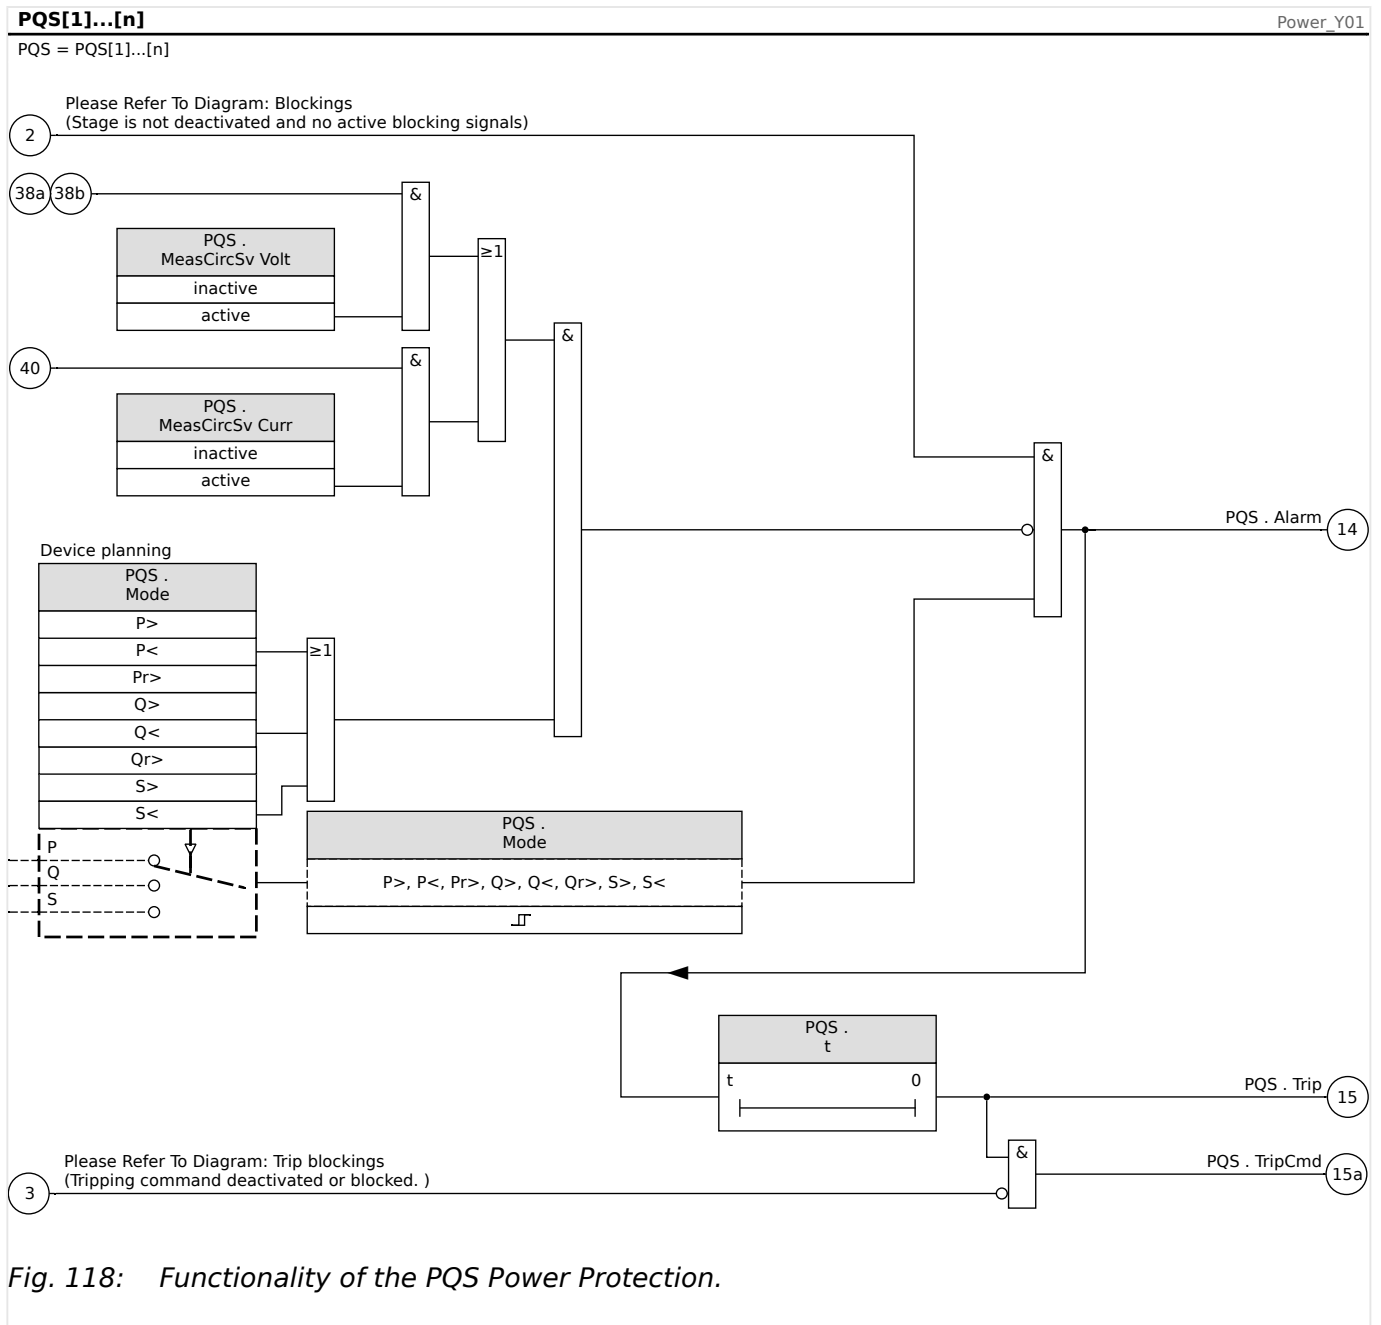 PQS[1]...[n]
Power_Y01
PQS = PQS[1]...[n]
Please Refer To Diagram: Blockings
(Stage is not deactivated and no active blocking signals)
2
38a 38b
&
PQS .
MeasCircSv Volt
inactive
active
≥1
&
40
&
PQS .
MeasCircSv Curr
inactive
active
&
PQS . Alarm
14
Device planning
PQS .
Mode
P>
P<
Pr>
Q>
Q<
Qr>
S>
S<
≥1
P
Q
S
PQS .
Mode
P>, P<, Pr>, Q>, Q<, Qr>, S>, S<
PQS .
t
t 0
PQS . Trip
15
Please Refer To Diagram: Trip blockings
(Tripping command deactivated or blocked. )
3
&
PQS . TripCmd
15a
Fig. 118: Functionality of the PQS Power Protection.